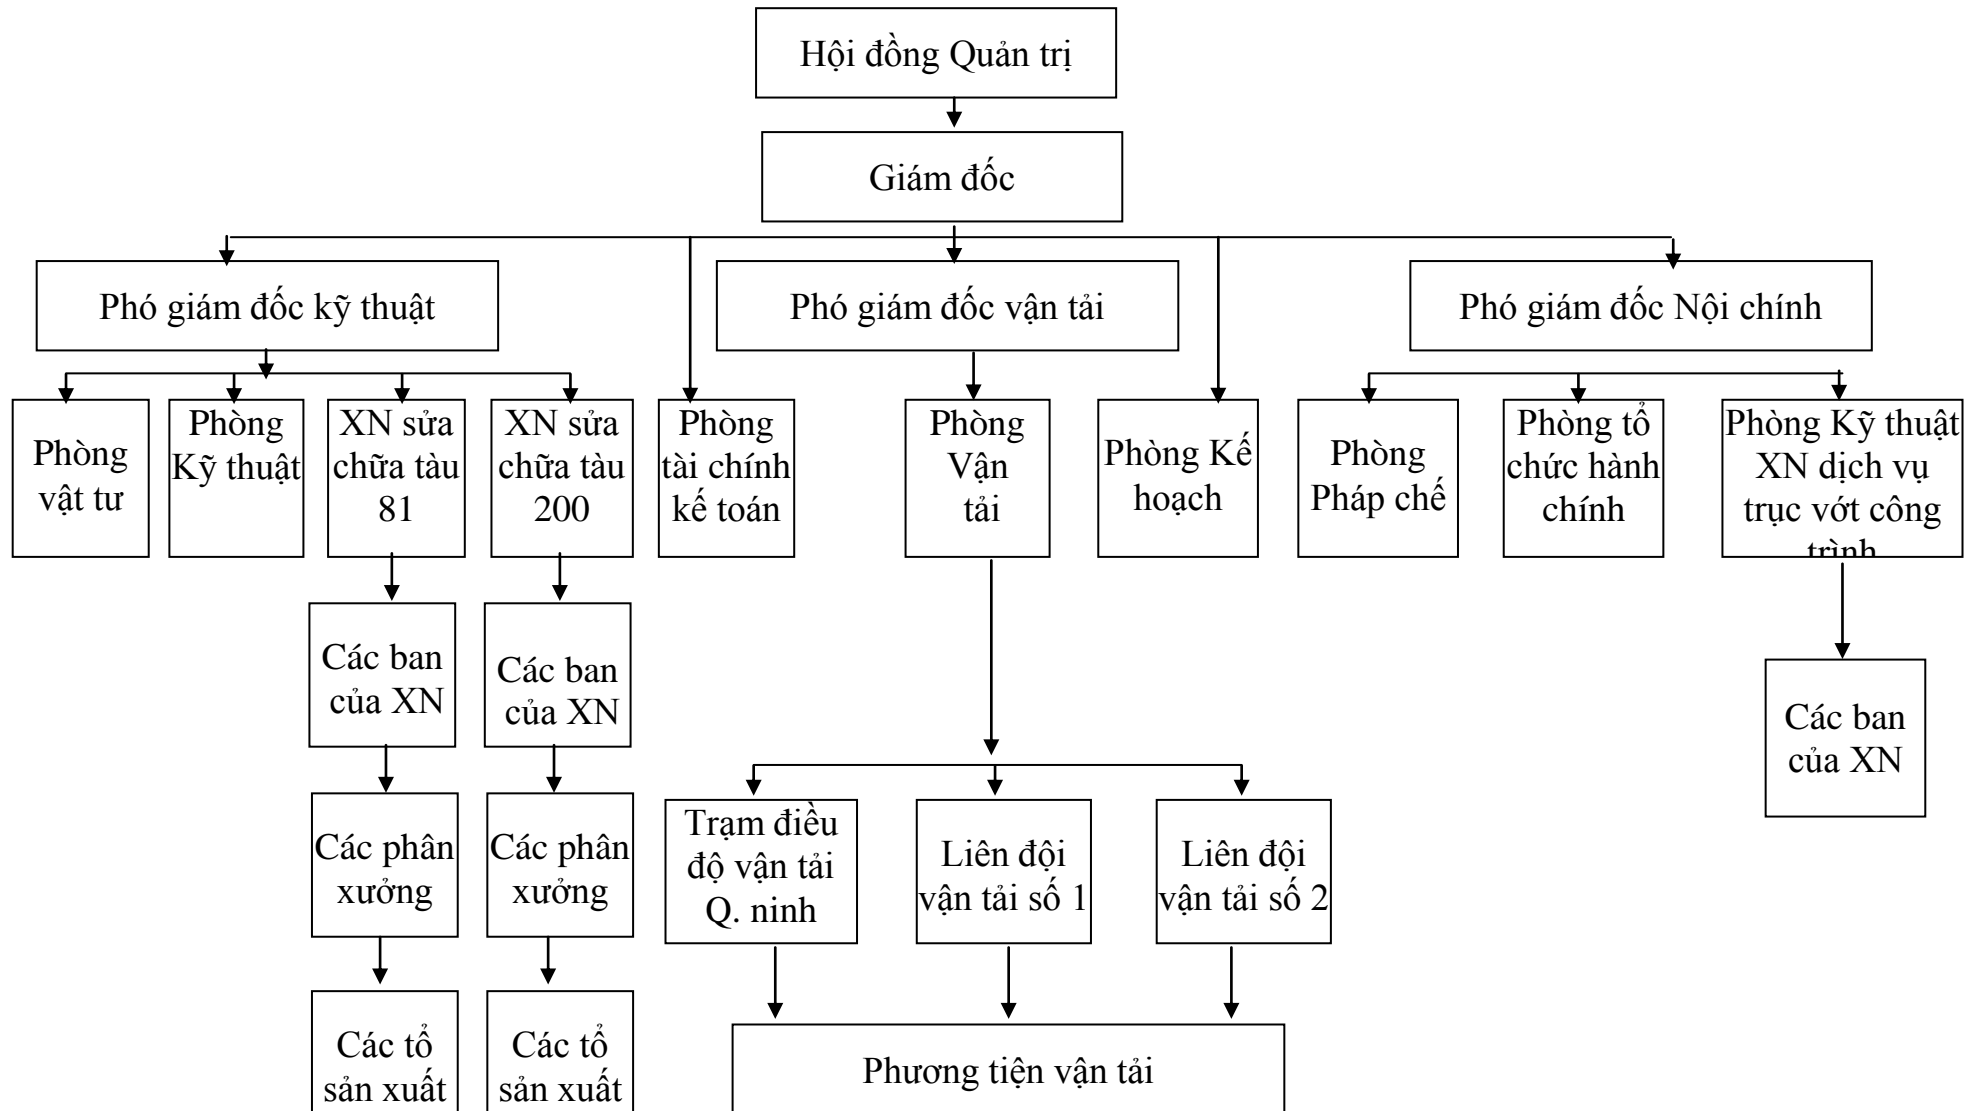 Hội đồng Quản trị
Giám đốc
Phó giám đốc kỹ thuật
Phó giám đốc vận tải
Phó giám đốc Nội chính
Phòng
vật tư
Phòng
Kỹ thuật
XN sửa
chữa tàu
81
XN sửa
chữa tàu
200
Phòng
tài chính
kế toán
Phòng
Vận
tải
Phòng Kế
hoạch
Phòng
Pháp chế
Phòng tổ
chức hành
chính
Phòng Kỹ thuật
XN dịch vụ
trục vớt công
trình
Các ban
của XN
Các ban
của XN
Các ban
của XN
Các phân
xưởng
Các phân
xưởng
Trạm điều
độ vận tải
Q. ninh
Liên đội
vận tải số 1
Liên đội
vận tải số 2
Các tổ
sản xuất
Các tổ
sản xuất
Phương tiện vận tải